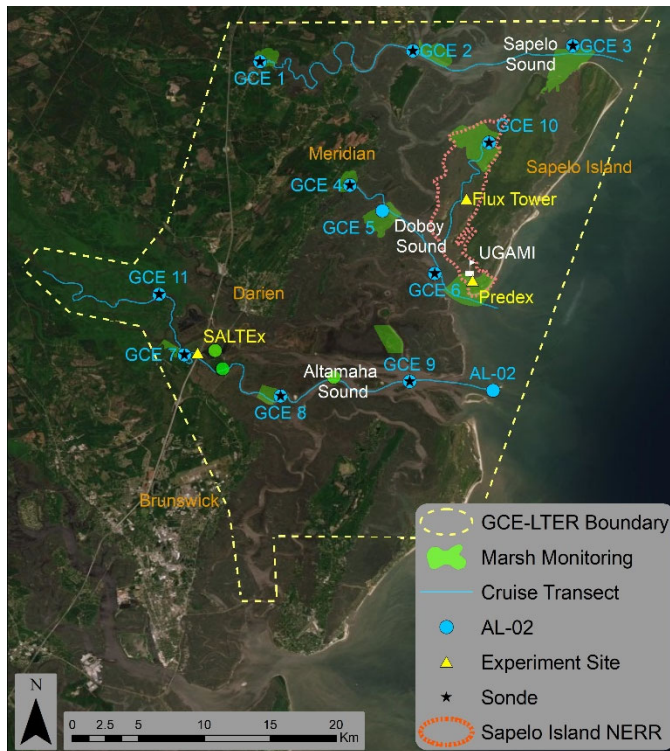 GCE 1
GCE 2
Sapelo
Sound
GCE 3
GCE 10
Meridian
Sapelo Island
GCE 4
Flux Tower
GCE 5
Doboy
Sound
UGAMI
GCE 6
Predex
GCE 11
Darien
SALTEx
GCE 7
Altamaha
Sound
GCE 9
AL-02
GCE 8
Brunswick
GCE-LTER Boundary
Marsh Monitoring
Cruise Transect
AL-02
Experiment Site
Sonde
Sapelo Island NERR
N
0 2.5 5 10 15 20
Km